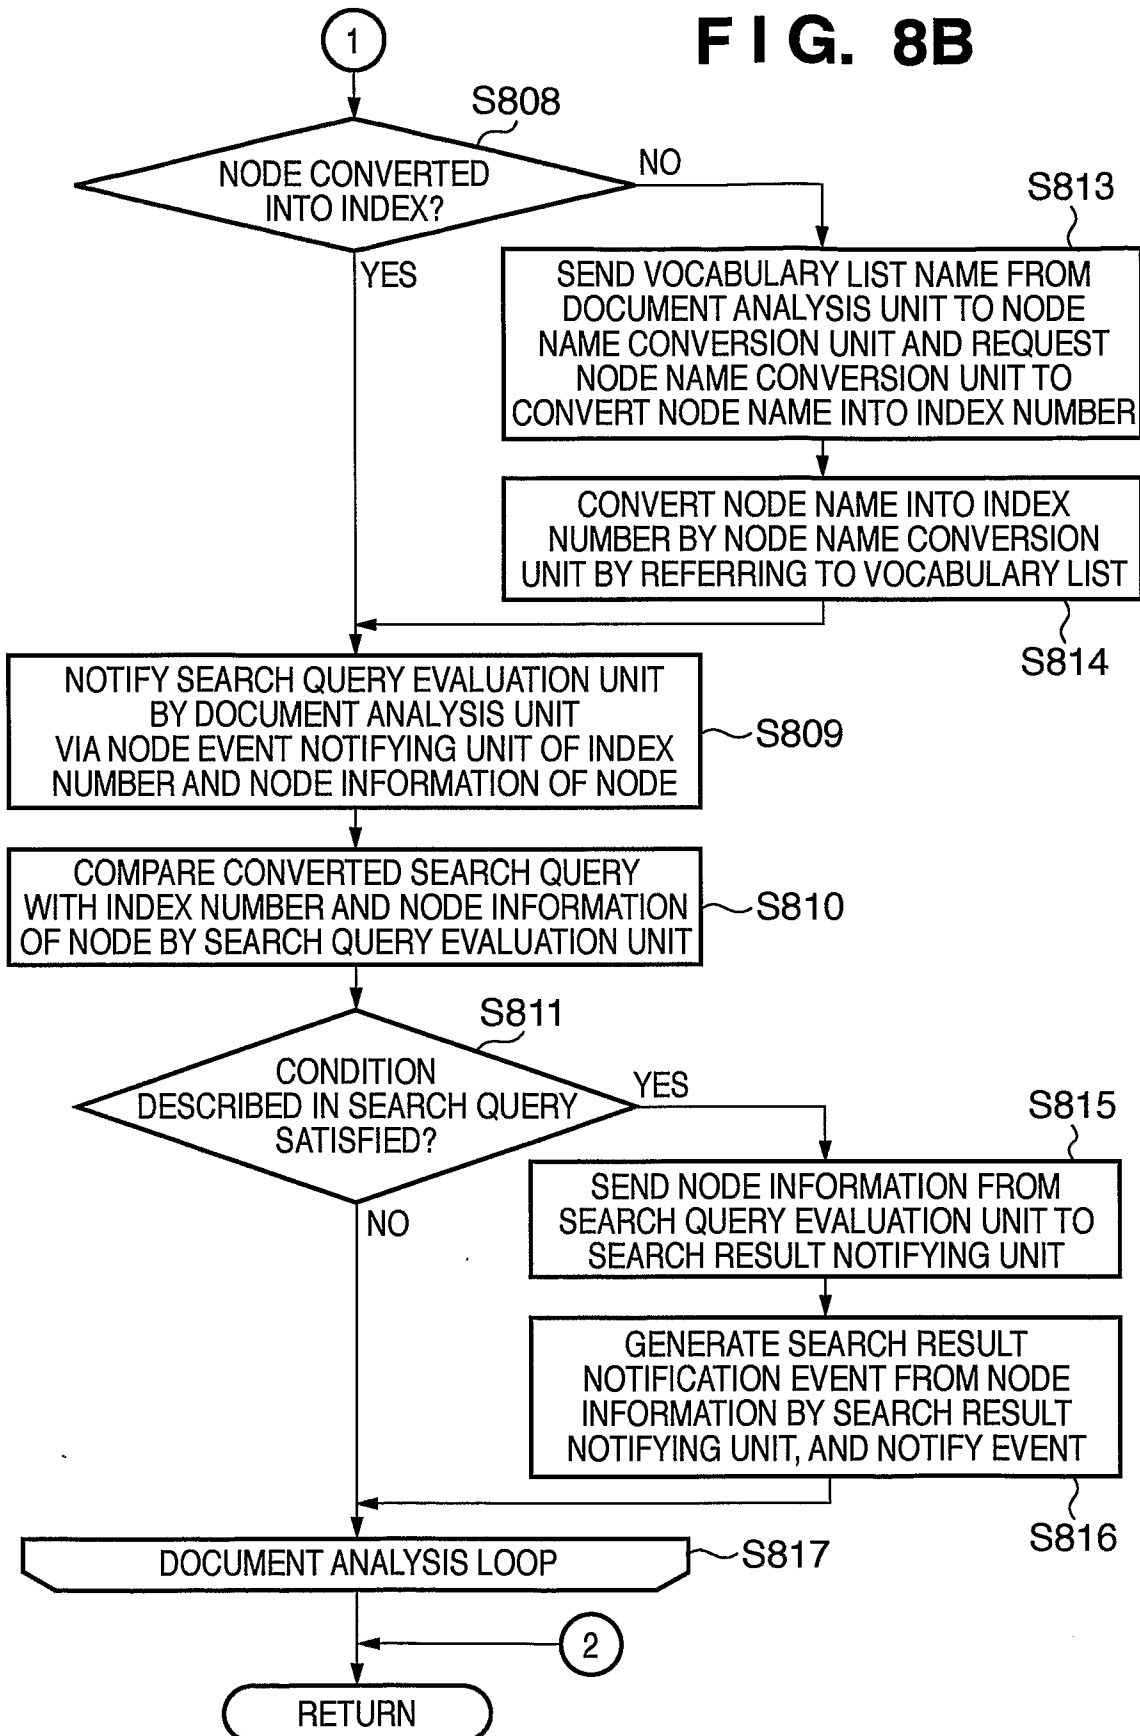 1
FIG. 8B
S808
NODE CONVERTED
INTO INDEX?
NO
YES
S813
SEND VOCABULARY LIST NAME FROM
DOCUMENT ANALYSIS UNIT TO NODE
NAME CONVERSION UNIT AND REQUEST
NODE NAME CONVERSION UNIT TO
CONVERT NODE NAME INTO INDEX NUMBER
CONVERT NODE NAME INTO INDEX
NUMBER BY NODE NAME CONVERSION
UNIT BY REFERRING TO VOCABULARY LIST
S814
NOTIFY SEARCH QUERY EVALUATION UNIT
BY DOCUMENT ANALYSIS UNIT
VIA NODE EVENT NOTIFYING UNIT OF INDEX
NUMBER AND NODE INFORMATION OF NODE
S809
COMPARE CONVERTED SEARCH QUERY
WITH INDEX NUMBER AND NODE INFORMATION
OF NODE BY SEARCH QUERY EVALUATION UNIT
S810
S811
CONDITION
DESCRIBED IN SEARCH QUERY
SATISFIED?
YES
NO
S815
SEND NODE INFORMATION FROM
SEARCH QUERY EVALUATION UNIT TO
SEARCH RESULT NOTIFYING UNIT
GENERATE SEARCH RESULT
NOTIFICATION EVENT FROM NODE
INFORMATION BY SEARCH RESULT
NOTIFYING UNIT, AND NOTIFY EVENT
S816
DOCUMENT ANALYSIS LOOP
S817
2
RETURN